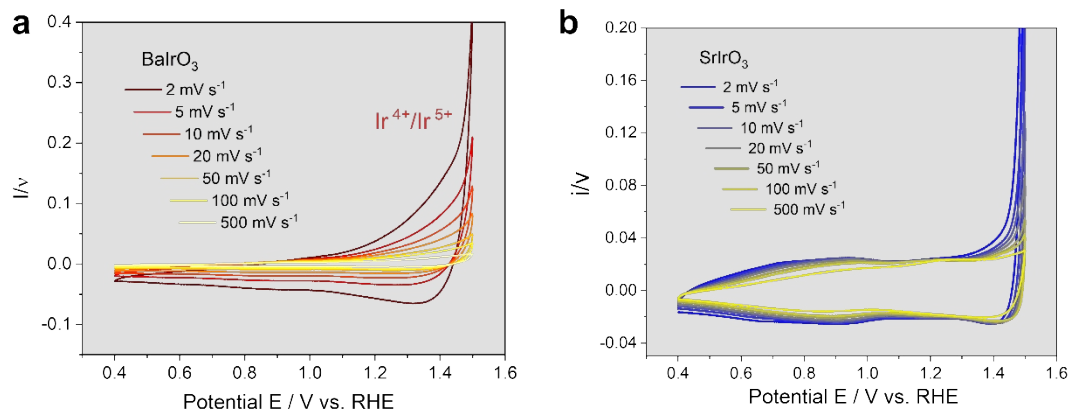 a
0.4
0.3
0.2
0.1
0.0
-0.1
I/ν
BaIrO₃
2 mV s⁻¹
5 mV s⁻¹
10 mV s⁻¹
20 mV s⁻¹
50 mV s⁻¹
100 mV s⁻¹
500 mV s⁻¹
Ir ⁴⁺/Ir ⁵⁺
0.4 0.6 0.8 1.0 1.2 1.4 1.6
Potential E / V vs. RHE
b
0.20
0.16
0.12
0.08
0.04
0.00
-0.04
i/ν
SrIrO₃
2 mV s⁻¹
5 mV s⁻¹
10 mV s⁻¹
20 mV s⁻¹
50 mV s⁻¹
100 mV s⁻¹
500 mV s⁻¹
0.4 0.6 0.8 1.0 1.2 1.4 1.6
Potential E / V vs. RHE